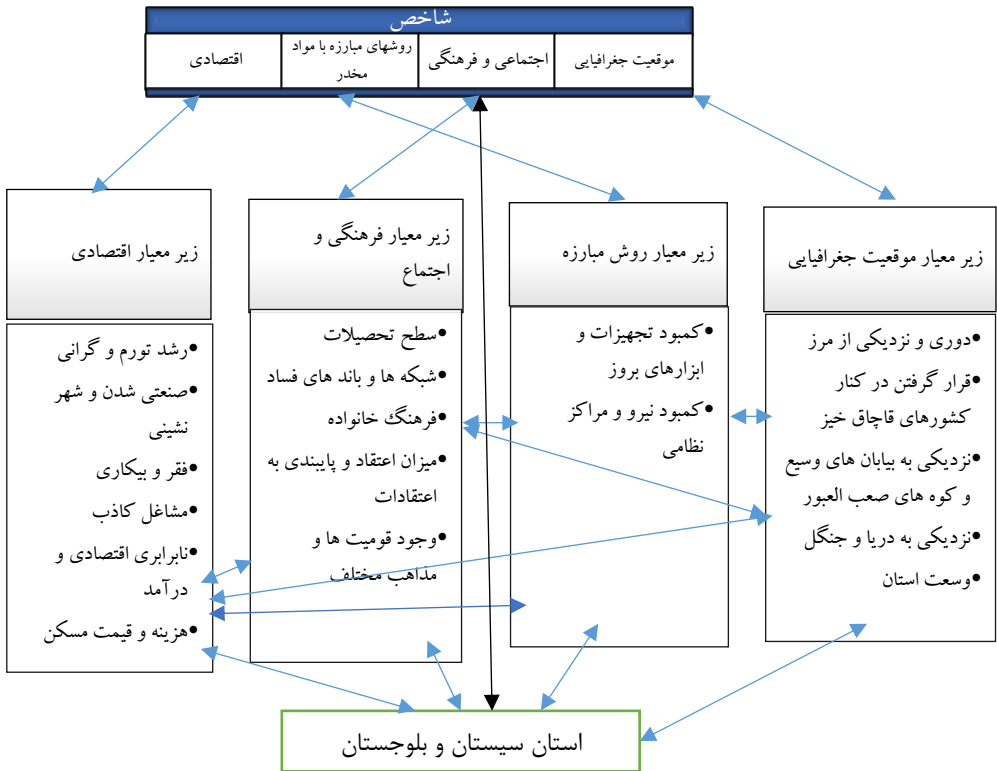 شاخص
موقعیت جغرافیایی
اجتماعی و فرهنگی
روشهای مبارزه با مواد
مخدر
اقتصادی
زیر معیار موقعیت جغرافیایی
•دوری و نزدیکی از مرز
•قرار گرفتن در کنار
کشورهای قاچاق خیز
•نزدیکی به بیابان های وسیع
و کوه های صعب العبور
•نزدیکی به دریا و جنگل
•وسعت استان
زیر معیار روش مبارزه
•کمبود تجهیزات و
ابزارهای بروز
•کمبود نیرو و مراکز
نظامی
زیر معیار فرهنگی و
اجتماع
•سطح تحصیلات
•شبکه ها و باند های فساد
•فرهنگ خانواده
•میزان اعتقاد و پایبندی به
اعتقادات
•وجود قومیت ها و
مذاهب مختلف
زیر معیار اقتصادی
•رشد تورم و گرانی
•صنعتی شدن و شهر
نشینی
•فقر و بیکاری
•مشاغل کاذب
•نابرابری اقتصادی و
درآمد
•هزینه و قیمت مسکن
استان سیستان و بلوجستان